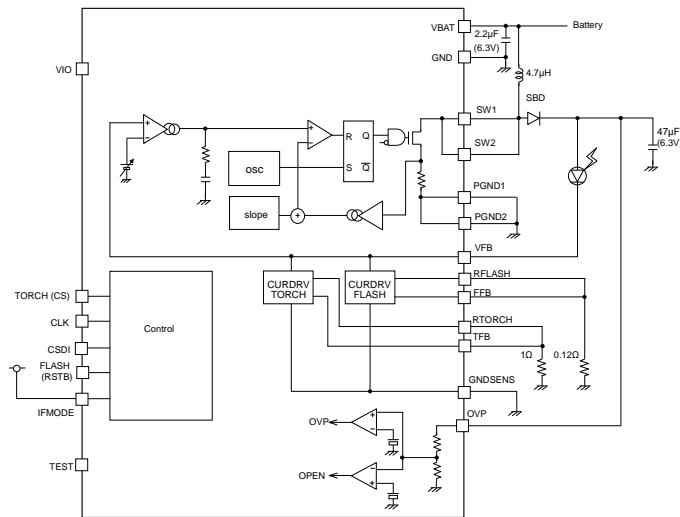 VBAT
Battery
2.2μF
(6.3V)
GND
VIO
4.7μH
SBD
SW1
47μF
(6.3V)
+
−
+
−
R
Q
S
Q
SW2
osc
slope
+
PGND1
PGND2
VFB
CURDRV
TORCH
CURDRV
FLASH
RFLASH
FFB
TORCH (CS)
CLK
Control
RTORCH
TFB
1Ω
0.12Ω
CSDI
FLASH
(RSTB)
GNDSENS
IFMODE
OVP
OVP
+
−
TEST
OPEN
−
+